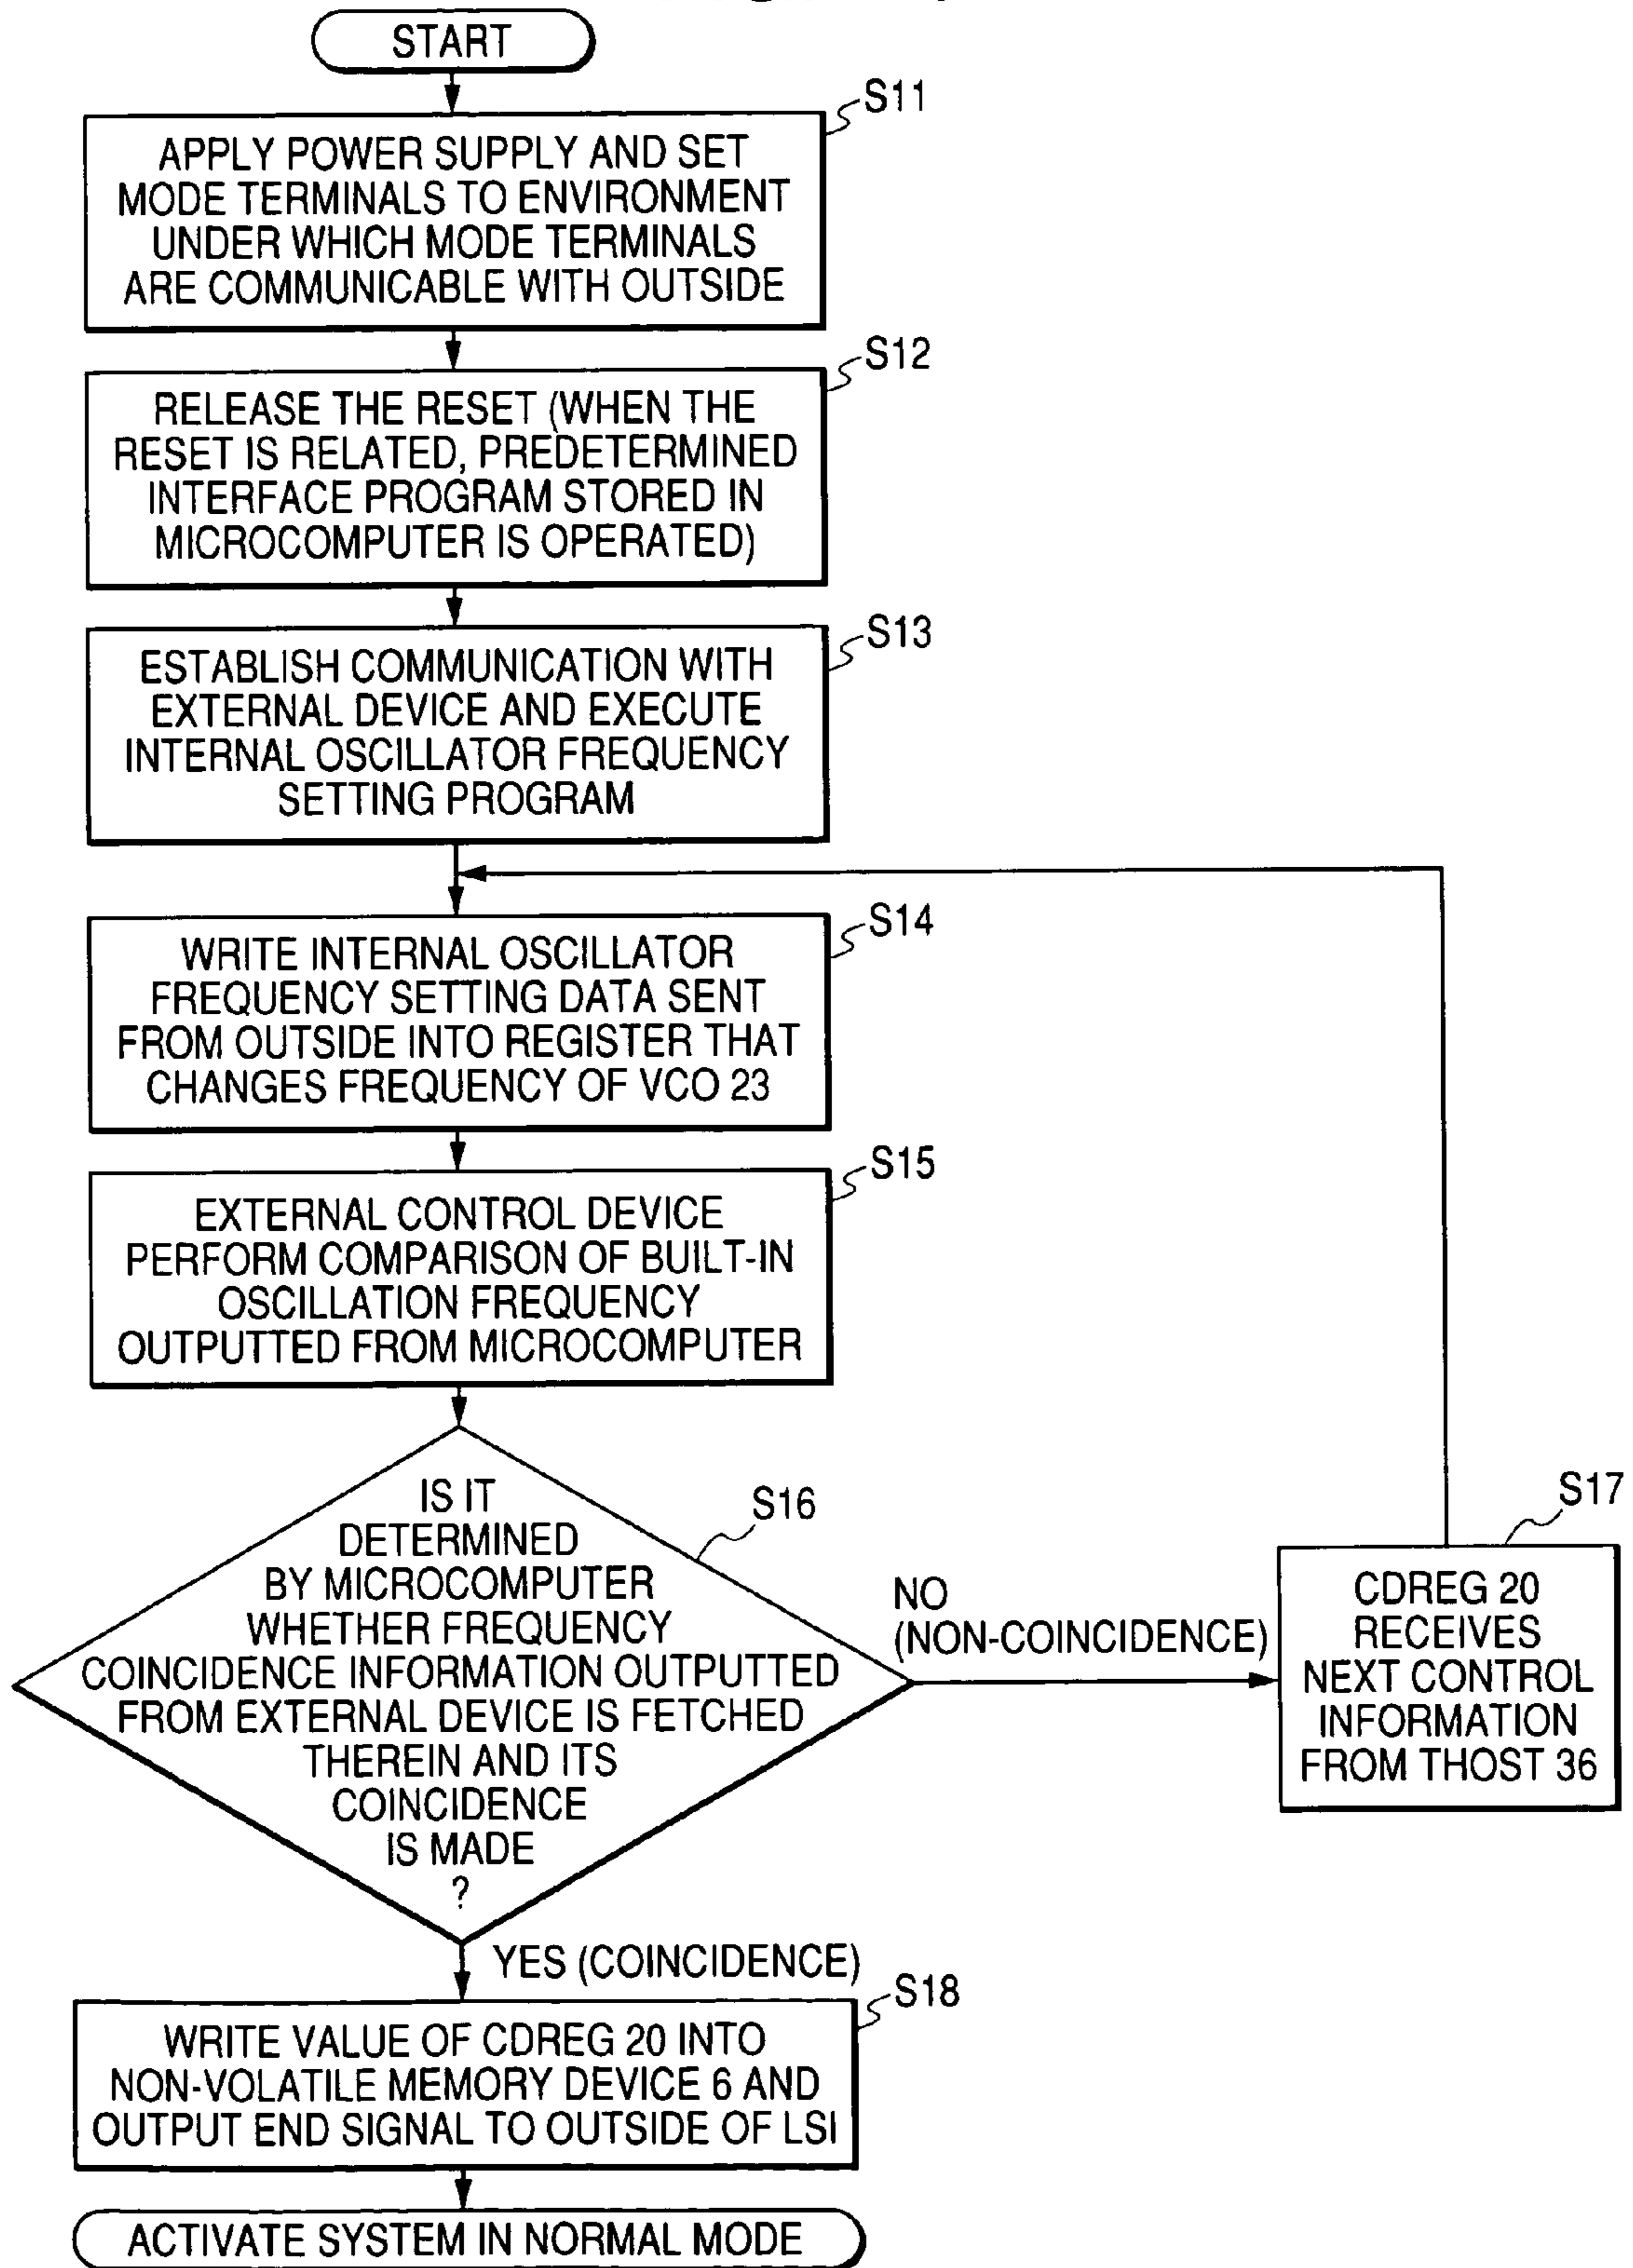 START
S11
APPLY POWER SUPPLY AND SET
MODE TERMINALS TO ENVIRONMENT
UNDER WHICH MODE TERMINALS
ARE COMMUNICABLE WITH OUTSIDE
S12
RELEASE THE RESET (WHEN THE
RESET IS RELATED, PREDETERMINED
INTERFACE PROGRAM STORED IN
MICROCOMPUTER IS OPERATED)
S13
ESTABLISH COMMUNICATION WITH
EXTERNAL DEVICE AND EXECUTE
INTERNAL OSCILLATOR FREQUENCY
SETTING PROGRAM
S14
WRITE INTERNAL OSCILLATOR
FREQUENCY SETTING DATA SENT
FROM OUTSIDE INTO REGISTER THAT
CHANGES FREQUENCY OF VCO 23
S15
EXTERNAL CONTROL DEVICE
PERFORM COMPARISON OF BUILT-IN
OSCILLATION FREQUENCY
OUTPUTTED FROM MICROCOMPUTER
S16
IS IT
DETERMINED
BY MICROCOMPUTER
WHETHER FREQUENCY
COINCIDENCE INFORMATION OUTPUTTED
FROM EXTERNAL DEVICE IS FETCHED
THEREIN AND ITS
COINCIDENCE
IS MADE
?
NO
(NON-COINCIDENCE)
S17
CDREG 20
RECEIVES
NEXT CONTROL
INFORMATION
FROM THOST 36
YES (COINCIDENCE)
S18
WRITE VALUE OF CDREG 20 INTO
NON-VOLATILE MEMORY DEVICE 6 AND
OUTPUT END SIGNAL TO OUTSIDE OF LSI
ACTIVATE SYSTEM IN NORMAL MODE